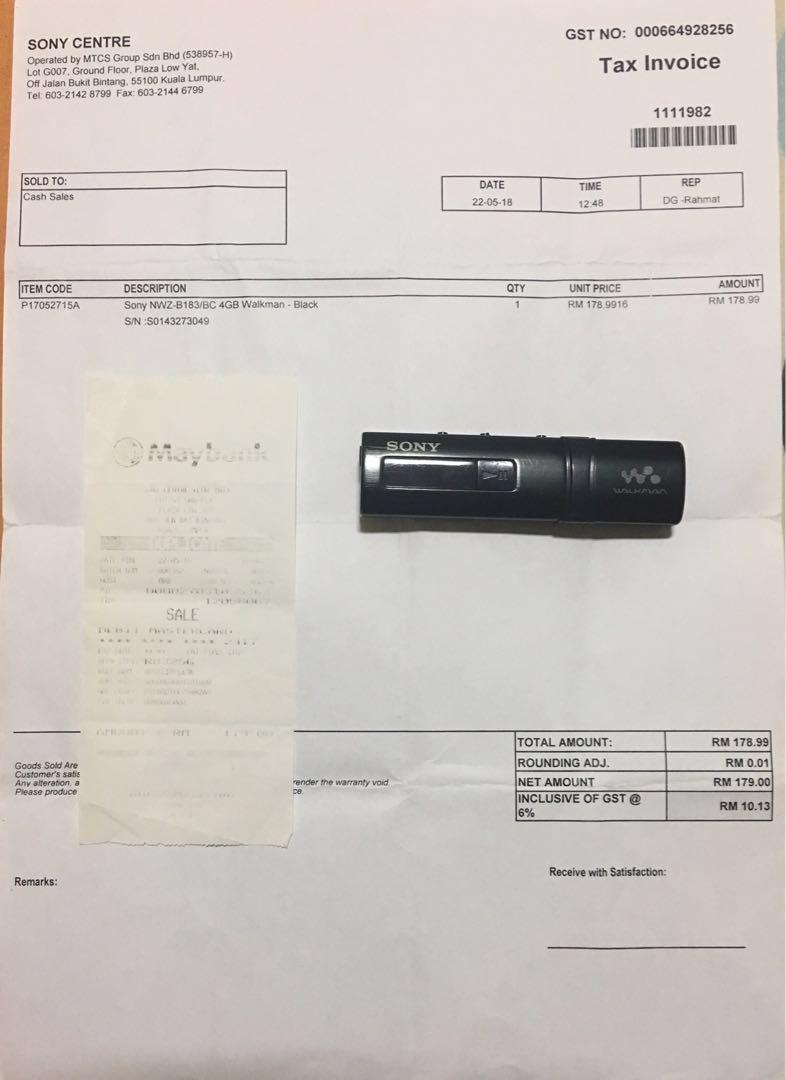 SONY CENTRE
Operated by MTCS Group Sdn Bhd (538957-H)
Lot G007, Ground Floor, Plaza Low Yat,
Off Jalan Bukit Bintang, 55100 Kuala Lumpur.
Tel: 603-2142 8799 Fax: 603-2144 6799
GST NO: 000664928256
Tax Invoice
1111982
SOLD TO:
Cash Sales
DATE TIME REP
22-05-18 12:48 DG -Rahmat
ITEM CODE DESCRIPTION QTY UNIT PRICE AMOUNT
P17052715A Sony NWZ-B183/BC 4GB Walkman - Black 1 RM 178.9916 RM 178.99
S/N :S0143273049
SONY
WALKMAN
Maybank
SALE
DEBIT MASTERCARD
AMOUNT RM
TOTAL AMOUNT: RM 178.99
ROUNDING ADJ. RM 0.01
NET AMOUNT RM 179.00
INCLUSIVE OF GST @ 6% RM 10.13
Goods Sold Are
Customer's satis
Any alteration, a render the warranty void.
Please produce ce.
Remarks:
Receive with Satisfaction: